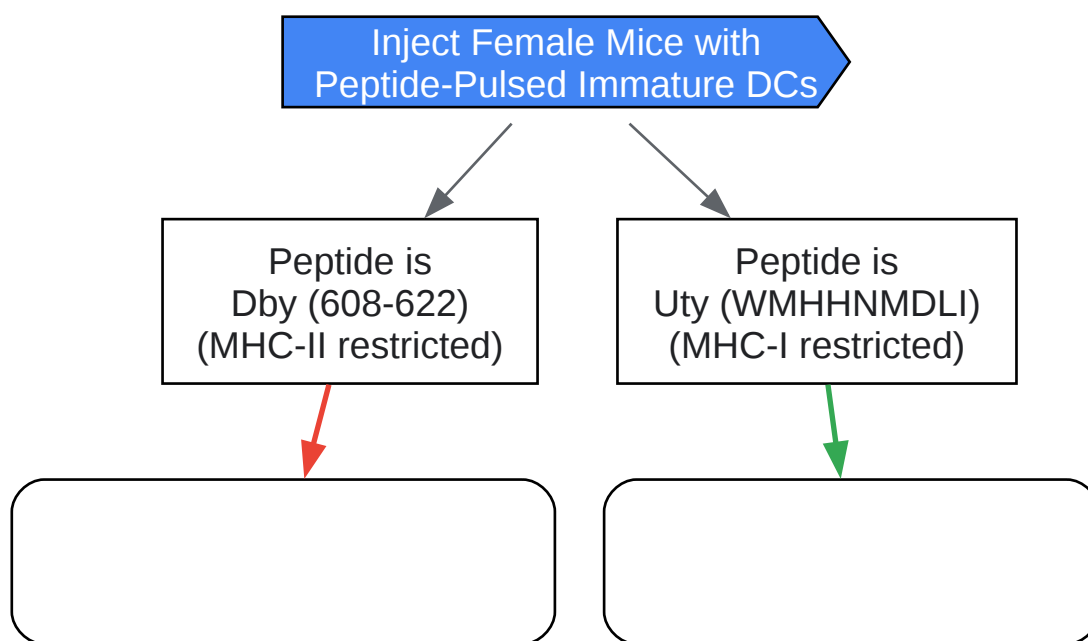 Inject Female Mice with
Peptide-Pulsed Immature DCs
Peptide is
Dby (608-622)
(MHC-II restricted)
Peptide is
Uty (WMHHNMDLI)
(MHC-I restricted)